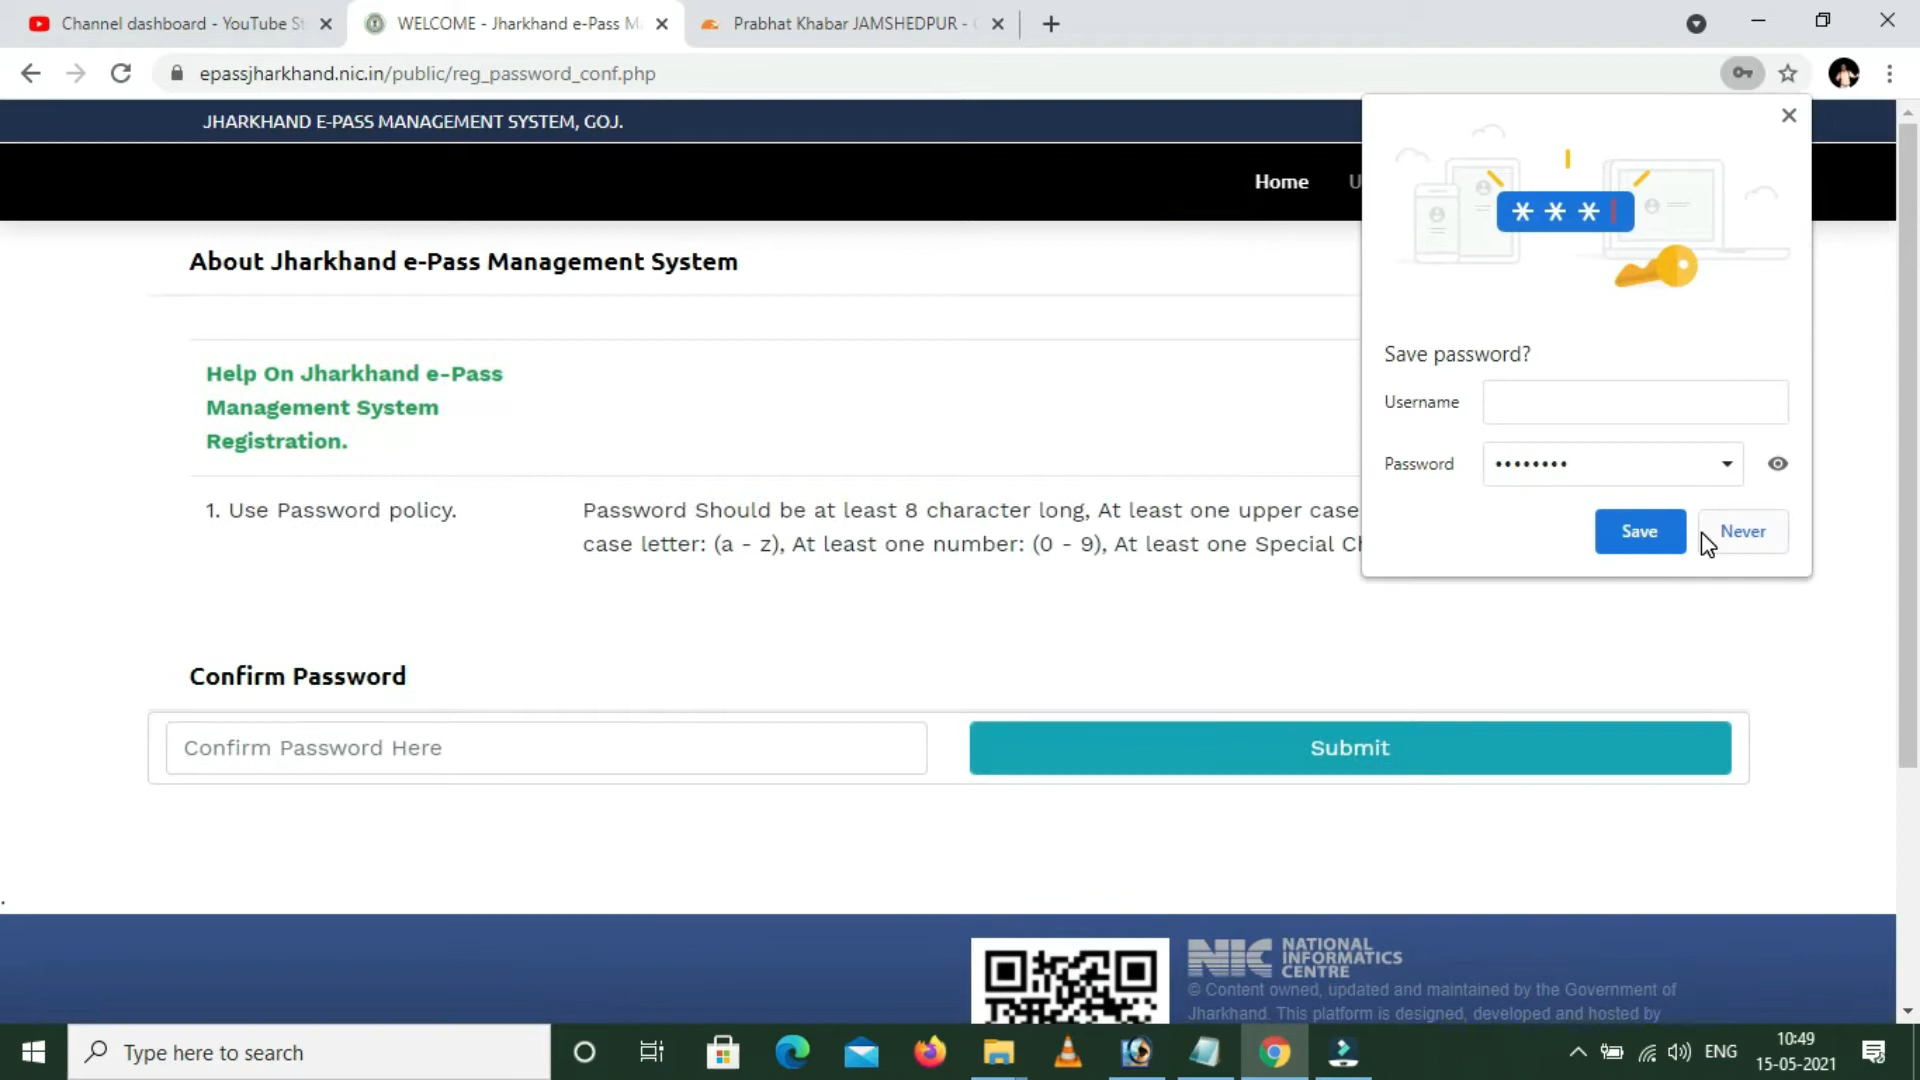 Channel dashboard - YouTube St
WELCOME - Jharkhand e-Pass M
Prabhat Khabar JAMSHEDPUR -
epassjharkhand.nic.in/public/reg_password_conf.php
JHARKHAND E-PASS MANAGEMENT SYSTEM, GOJ.
Home U
About Jharkhand e-Pass Management System
Help On Jharkhand e-Pass
Management System
Registration.
1. Use Password policy.
Password Should be at least 8 character long, At least one upper case
case letter: (a - z), At least one number: (0 - 9), At least one Special Ch
* * *
Save password?
Username
Password ••••••••
Save Never
Confirm Password
Confirm Password Here
Submit
NIC NATIONAL
INFORMATICS
CENTRE
© Content owned, updated and maintained by the Government of
Jharkhand. This platform is designed, developed and hosted by
Type here to search
ENG
10:49
15-05-2021